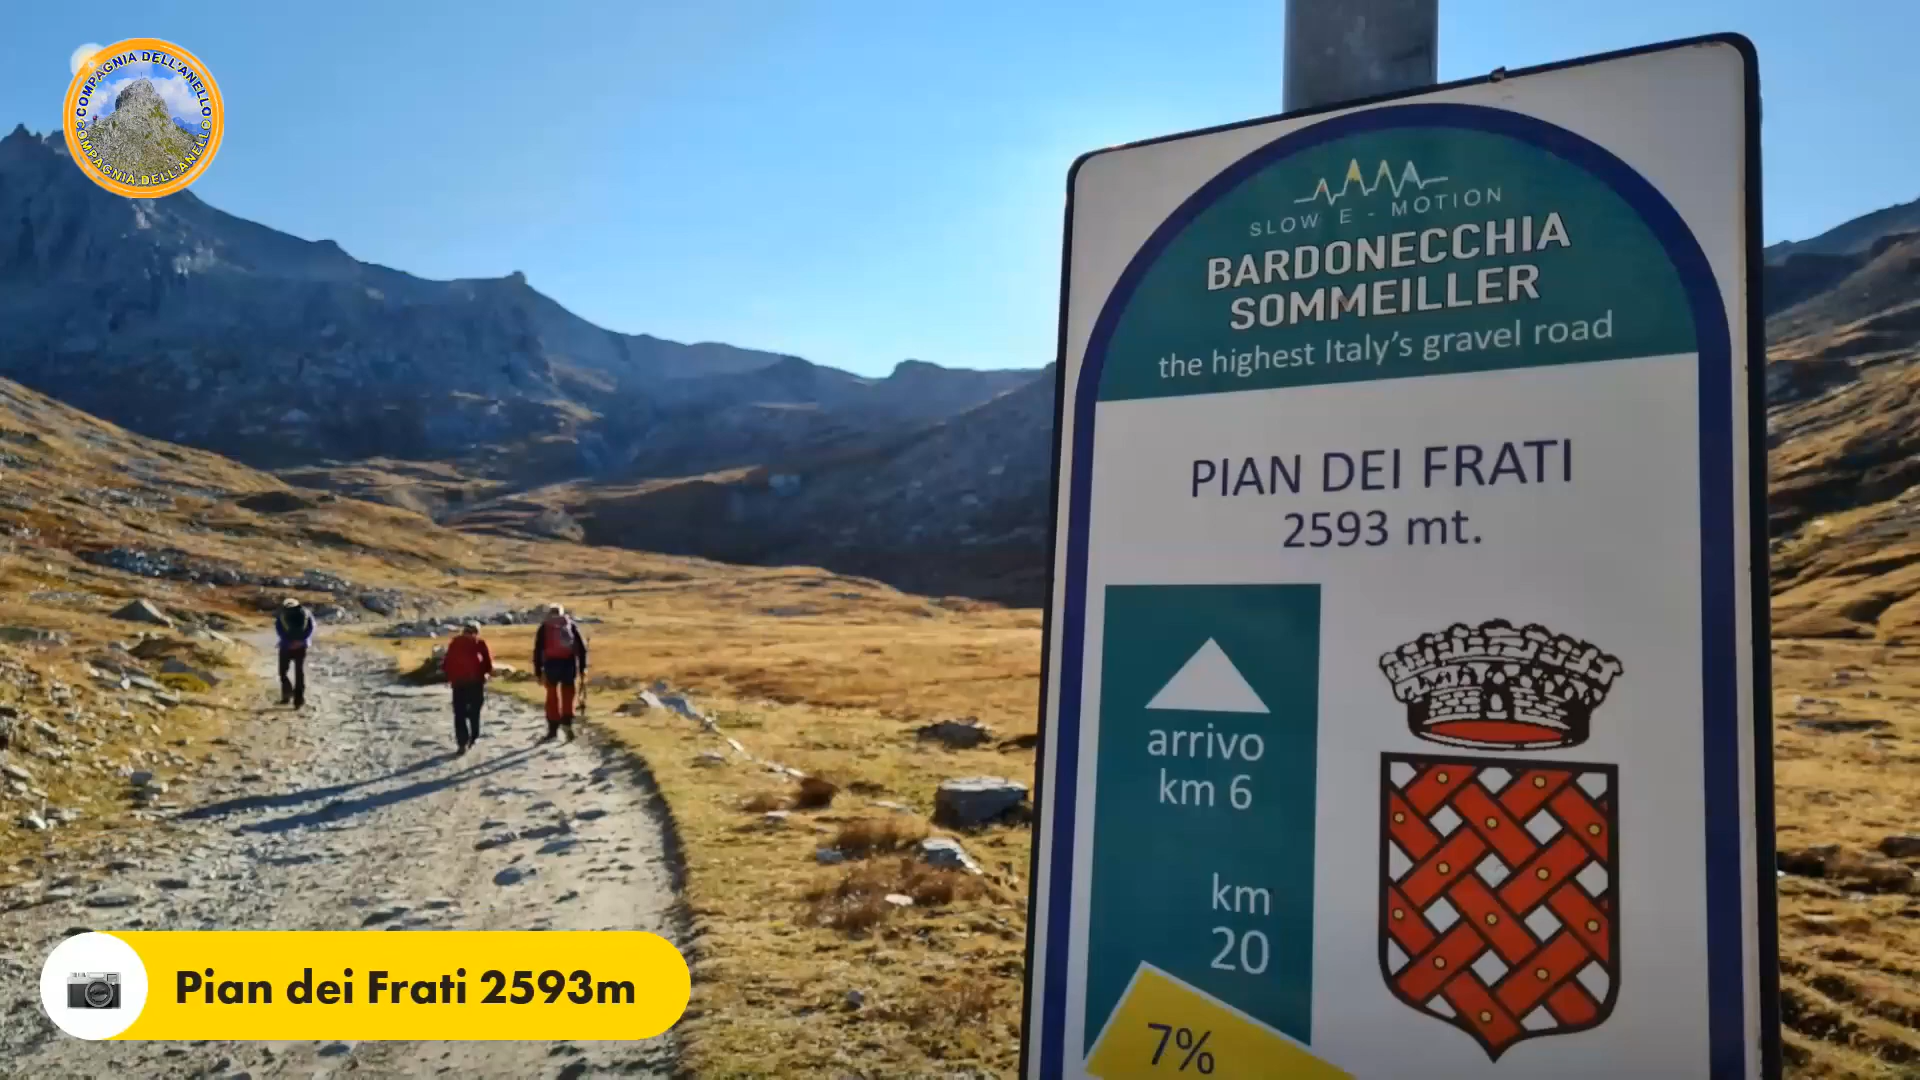 COMPAGNIA DELL'ANELLO
COMPAGNIA DELL'ANELLO
SLOW E - MOTION
BARDONECCHIA
SOMMEILLER
the highest Italy's gravel road
PIAN DEI FRATI
2593 mt.
arrivo
km 6
km
20
7%
Pian dei Frati 2593m